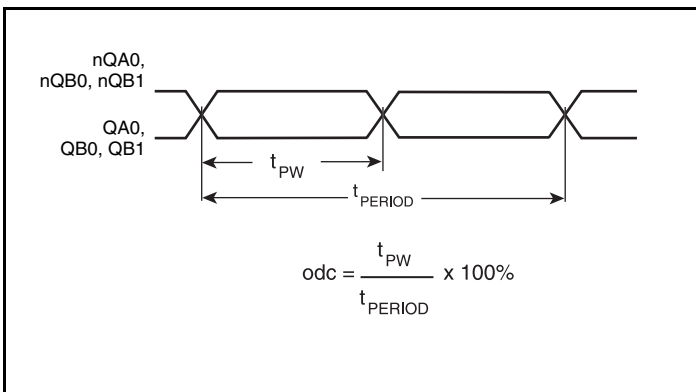 nQA0,
nQB0, nQB1
QA0,
QB0, QB1
tPW
tPERIOD
odc = tPW / tPERIOD x 100%